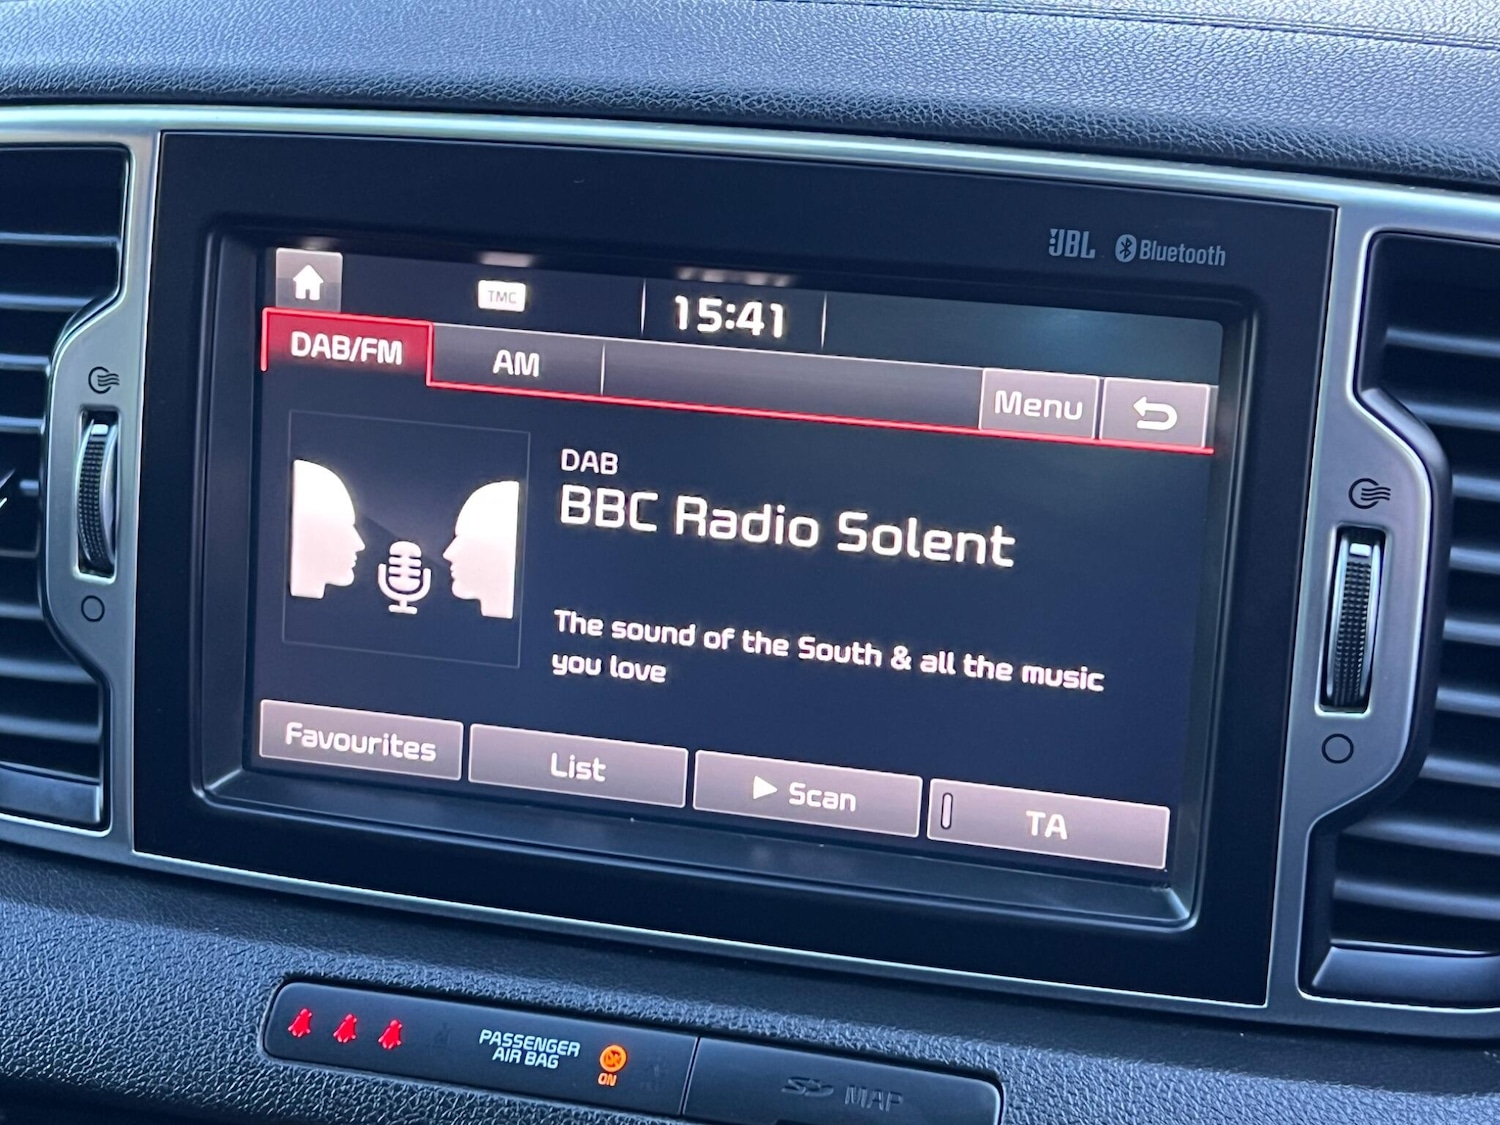 JBL Bluetooth
TMC
15:41
DAB/FM
AM
Menu
DAB
BBC Radio Solent
The sound of the South & all the music
you love
Favourites
List
Scan
TA
PASSENGER
AIR BAG
ON
SD MAP